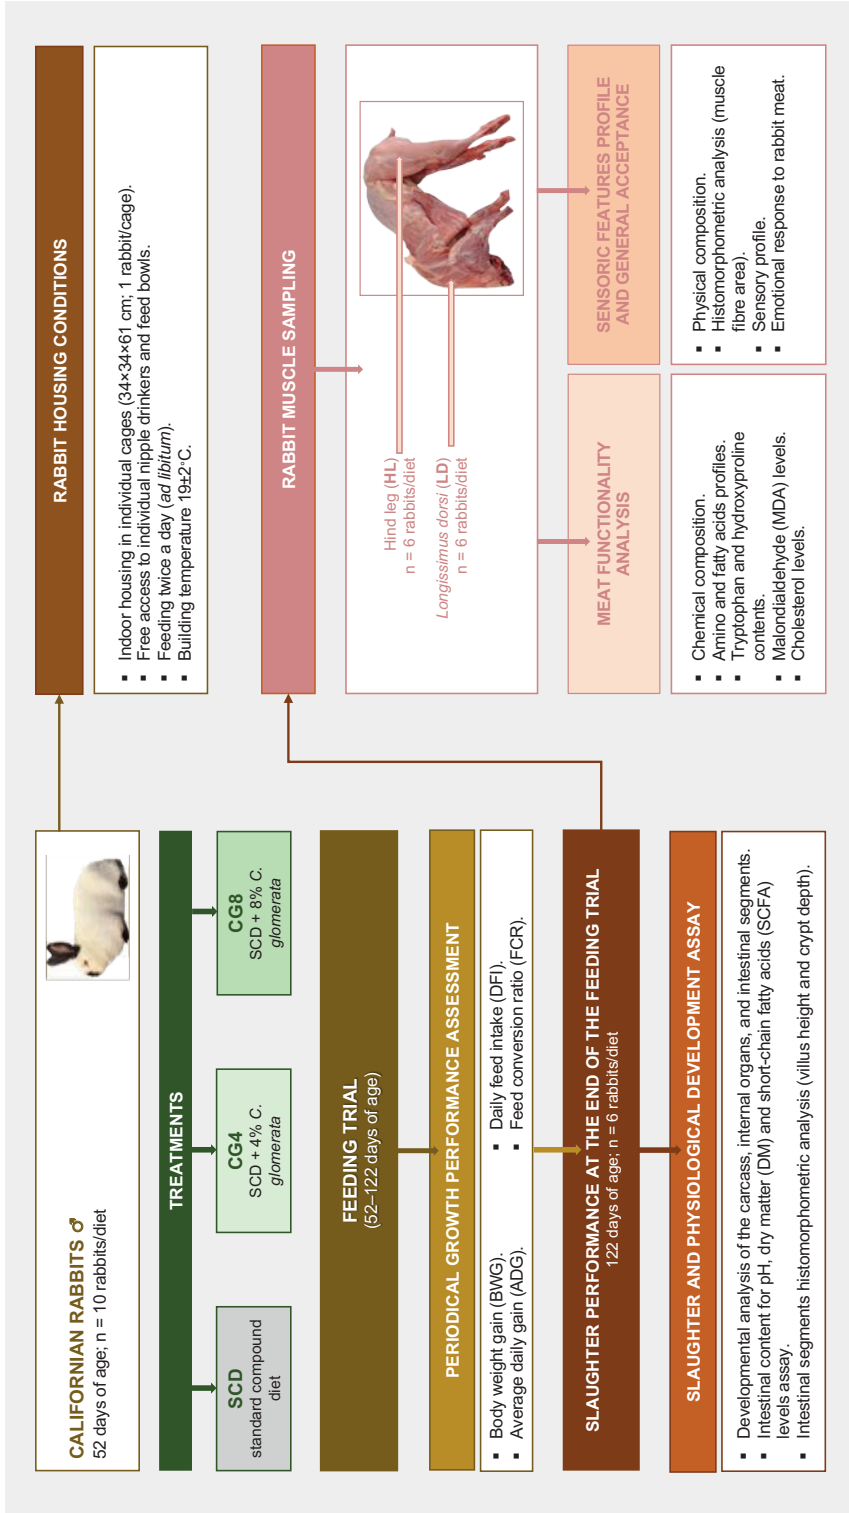 CALIFORNIAN RABBITS ♂
52 days of age; n = 10 rabbits/diet
TREATMENTS
SCD
standard compound
diet
CG4
SCD + 4% C.
glomerata
CG8
SCD + 8% C.
glomerata
FEEDING TRIAL
(52–122 days of age)
PERIODICAL GROWTH PERFORMANCE ASSESSMENT
▪ Body weight gain (BWG).
▪ Average daily gain (ADG).
▪ Daily feed intake (DFI).
▪ Feed conversion ratio (FCR).
SLAUGHTER PERFORMANCE AT THE END OF THE FEEDING TRIAL
122 days of age; n = 6 rabbits/diet
SLAUGHTER AND PHYSIOLOGICAL DEVELOPMENT ASSAY
▪ Developmental analysis of the carcass, internal organs, and intestinal segments.
▪ Intestinal content for pH, dry matter (DM) and short-chain fatty acids (SCFA)
levels assay.
▪ Intestinal segments histomorphometric analysis (villus height and crypt depth).
RABBIT HOUSING CONDITIONS
▪ Indoor housing in individual cages (34×34×61 cm; 1 rabbit/cage).
▪ Free access to individual nipple drinkers and feed bowls.
▪ Feeding twice a day (ad libitum).
▪ Building temperature 19±2°C.
RABBIT MUSCLE SAMPLING
Hind leg (HL)
n = 6 rabbits/diet
Longissimus dorsi (LD)
n = 6 rabbits/diet
MEAT FUNCTIONALITY
ANALYSIS
▪ Chemical composition.
▪ Amino and fatty acids profiles.
▪ Tryptophan and hydroxyproline
contents.
▪ Malondialdehyde (MDA) levels.
▪ Cholesterol levels.
SENSORIC FEATURES PROFILE
AND GENERAL ACCEPTANCE
▪ Physical composition.
▪ Histomorphometric analysis (muscle
fibre area).
▪ Sensory profile.
▪ Emotional response to rabbit meat.